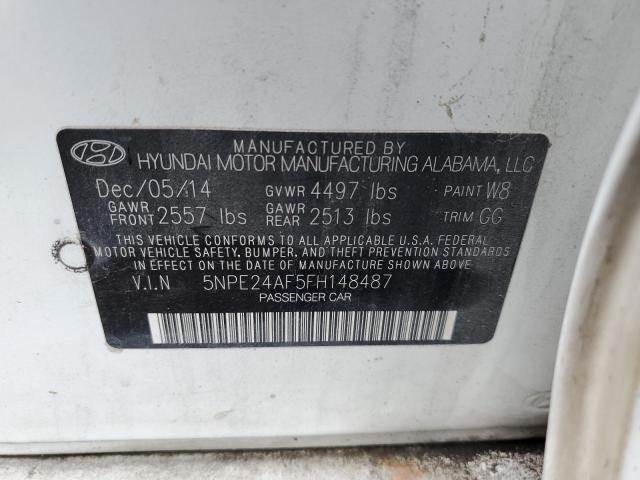 MANUFACTURED BY
HYUNDAI MOTOR MANUFACTURING ALABAMA, LLC
Dec/05/14 GVWR 4497 lbs PAINT W8
GAWR FRONT 2557 lbs GAWR REAR 2513 lbs TRIM GG
THIS VEHICLE CONFORMS TO ALL APPLICABLE U.S.A. FEDERAL
MOTOR VEHICLE SAFETY, BUMPER, AND THEFT PREVENTION STANDARDS
IN EFFECT ON THE DATE OF MANUFACTURE SHOWN ABOVE
V.I.N 5NPE24AF5FH148487
PASSENGER CAR